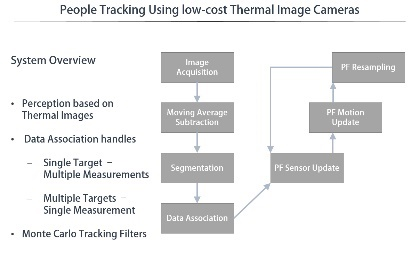 People Tracking Using low-cost Thermal Image Cameras
System Overview
• Perception based on
Thermal Images
• Data Association handles
– Single Target –
Multiple Measurements
– Multiple Targets –
Single Measurement
• Monte Carlo Tracking Filters
Image
Acquisition
Moving Average
Subtraction
Segmentation
Data Association
PF Resampling
PF Motion
Update
PF Sensor Update